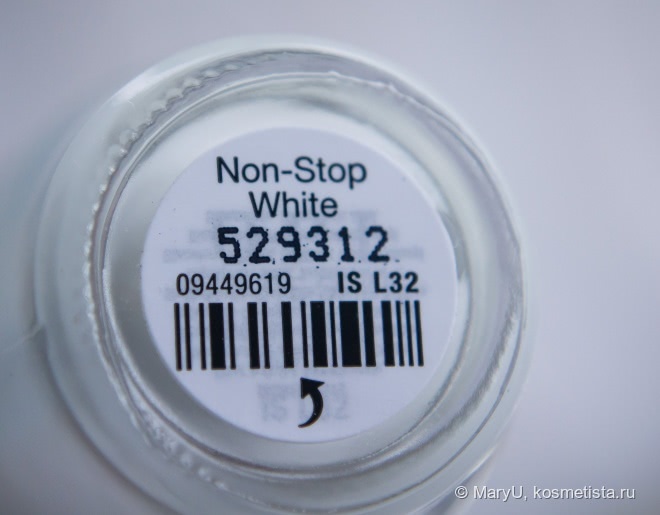 Non-Stop
White
529312
09449619 IS L32
© MaryU, kosmetista.ru